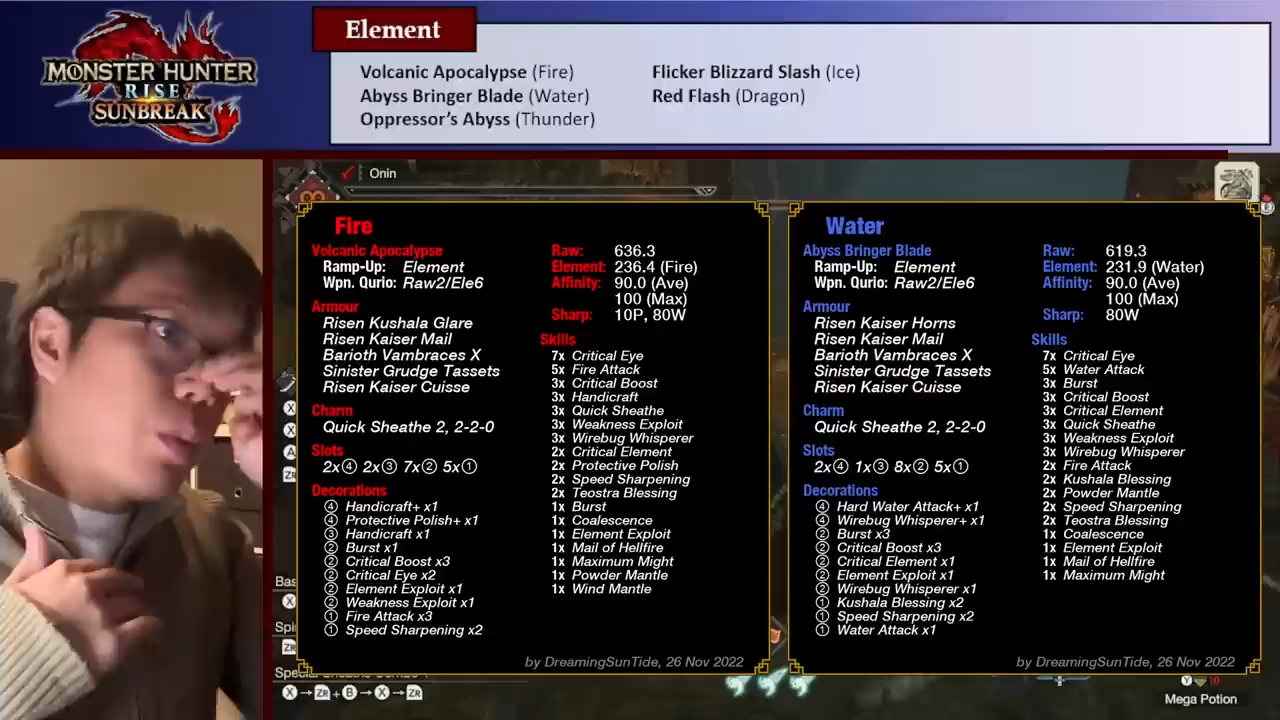 MONSTER HUNTER
RISE
SUNBREAK
Element
Volcanic Apocalypse (Fire)
Abyss Bringer Blade (Water)
Oppressor's Abyss (Thunder)
Flicker Blizzard Slash (Ice)
Red Flash (Dragon)
Onin
Fire
Volcanic Apocalypse
Ramp-Up: Element
Wpn. Qurio: Raw2/Ele6
Armour
Risen Kushala Glare
Risen Kaiser Mail
Barioth Vambraces X
Sinister Grudge Tassets
Risen Kaiser Cuisse
Charm
Quick Sheathe 2, 2-2-0
Slots
2x④ 2x③ 7x② 5x①
Decorations
④ Handicraft+ x1
④ Protective Polish+ x1
③ Handicraft x1
② Burst x1
② Critical Boost x3
② Critical Eye x2
② Element Exploit x1
② Weakness Exploit x1
① Fire Attack x3
① Speed Sharpening x2
Raw: 636.3
Element: 236.4 (Fire)
Affinity: 90.0 (Ave)
100 (Max)
Sharp: 10P, 80W
Skills
7x Critical Eye
5x Fire Attack
3x Critical Boost
3x Handicraft
3x Quick Sheathe
3x Weakness Exploit
3x Wirebug Whisperer
2x Critical Element
2x Protective Polish
2x Speed Sharpening
2x Teostra Blessing
1x Burst
1x Coalescence
1x Element Exploit
1x Mail of Hellfire
1x Maximum Might
1x Powder Mantle
1x Wind Mantle
by DreamingSunTide, 26 Nov 2022
Water
Abyss Bringer Blade
Ramp-Up: Element
Wpn. Qurio: Raw2/Ele6
Armour
Risen Kaiser Horns
Risen Kaiser Mail
Barioth Vambraces X
Sinister Grudge Tassets
Risen Kaiser Cuisse
Charm
Quick Sheathe 2, 2-2-0
Slots
2x④ 1x③ 8x② 5x①
Decorations
④ Hard Water Attack+ x1
④ Wirebug Whisperer+ x1
② Burst x3
② Critical Boost x3
② Critical Element x1
② Element Exploit x1
② Wirebug Whisperer x1
① Kushala Blessing x2
① Speed Sharpening x2
① Water Attack x1
Raw: 619.3
Element: 231.9 (Water)
Affinity: 90.0 (Ave)
100 (Max)
Sharp: 80W
Skills
7x Critical Eye
5x Water Attack
3x Burst
3x Critical Boost
3x Critical Element
3x Quick Sheathe
3x Weakness Exploit
3x Wirebug Whisperer
2x Fire Attack
2x Kushala Blessing
2x Powder Mantle
2x Speed Sharpening
2x Teostra Blessing
1x Coalescence
1x Element Exploit
1x Mail of Hellfire
1x Maximum Might
by DreamingSunTide, 26 Nov 2022
X
X
A
ZR
X
ZR
X → ZR + B → X → ZR
Y
10
Mega Potion